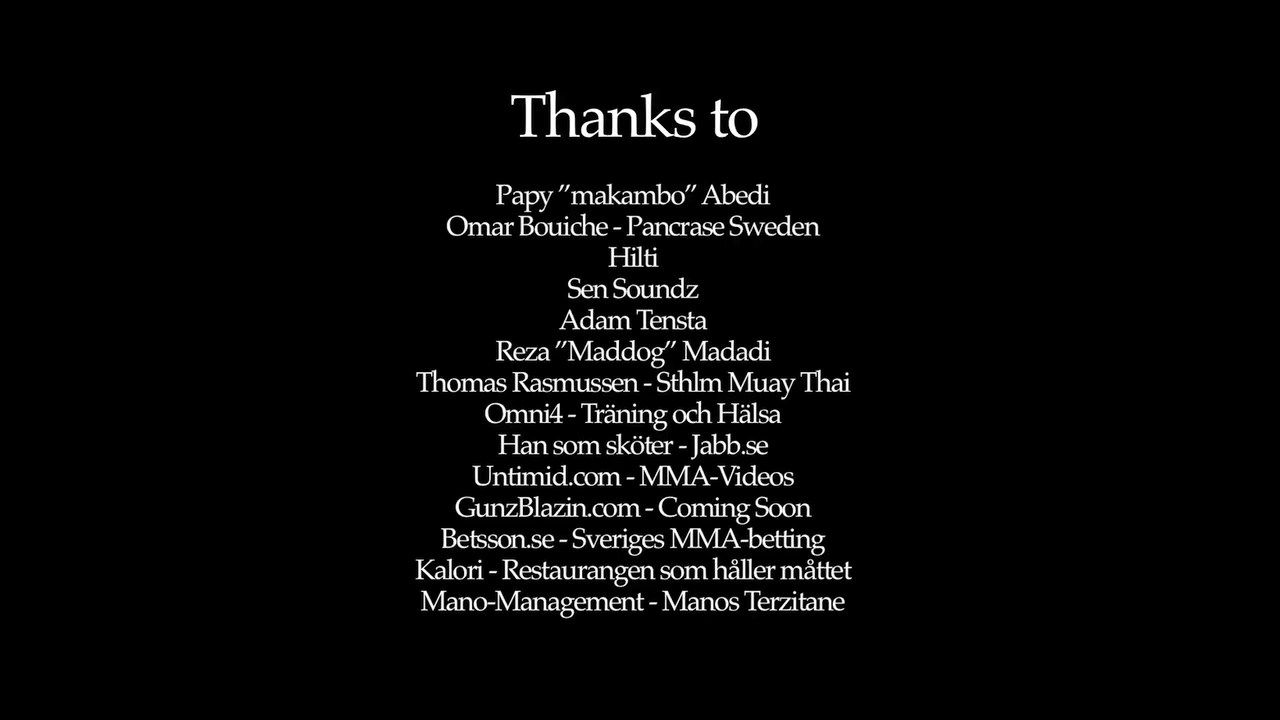 Thanks to
Papy ”makambo” Abedi
Omar Bouiche - Pancrase Sweden
Hilti
Sen Soundz
Adam Tensta
Reza ”Maddog” Madadi
Thomas Rasmussen - Sthlm Muay Thai
Omni4 - Träning och Hälsa
Han som sköter - Jabb.se
Untimid.com - MMA-Videos
GunzBlazin.com - Coming Soon
Betsson.se - Sveriges MMA-betting
Kalori - Restaurangen som håller måttet
Mano-Management - Manos Terzitane